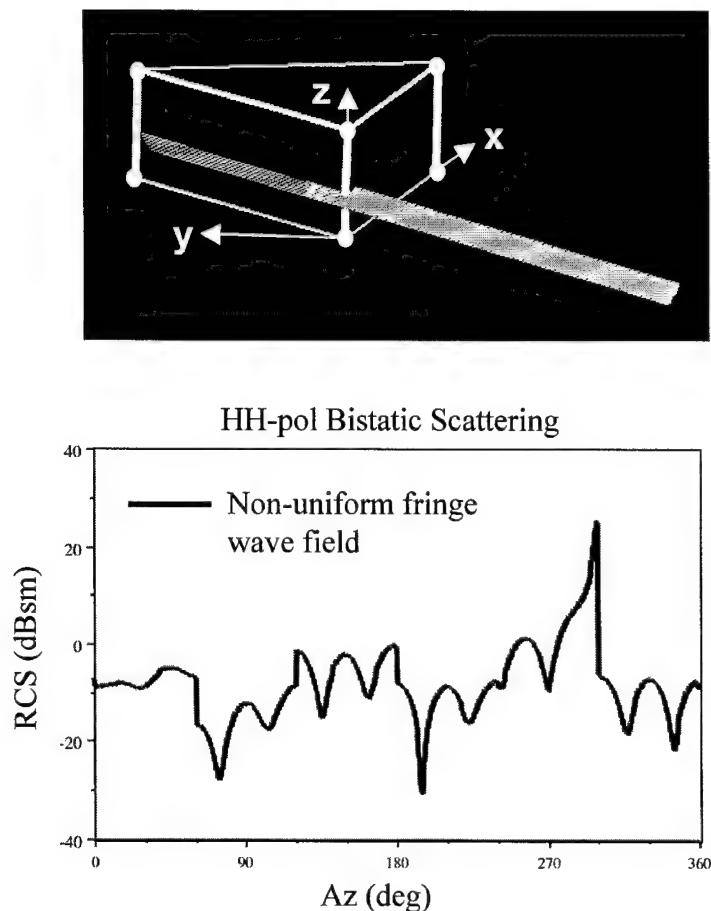 z
x
y
HH-pol Bistatic Scattering
40
20
0
-20
-40
RCS (dBsm)
Non-uniform fringe
wave field
0
90
180
270
360
Az (deg)